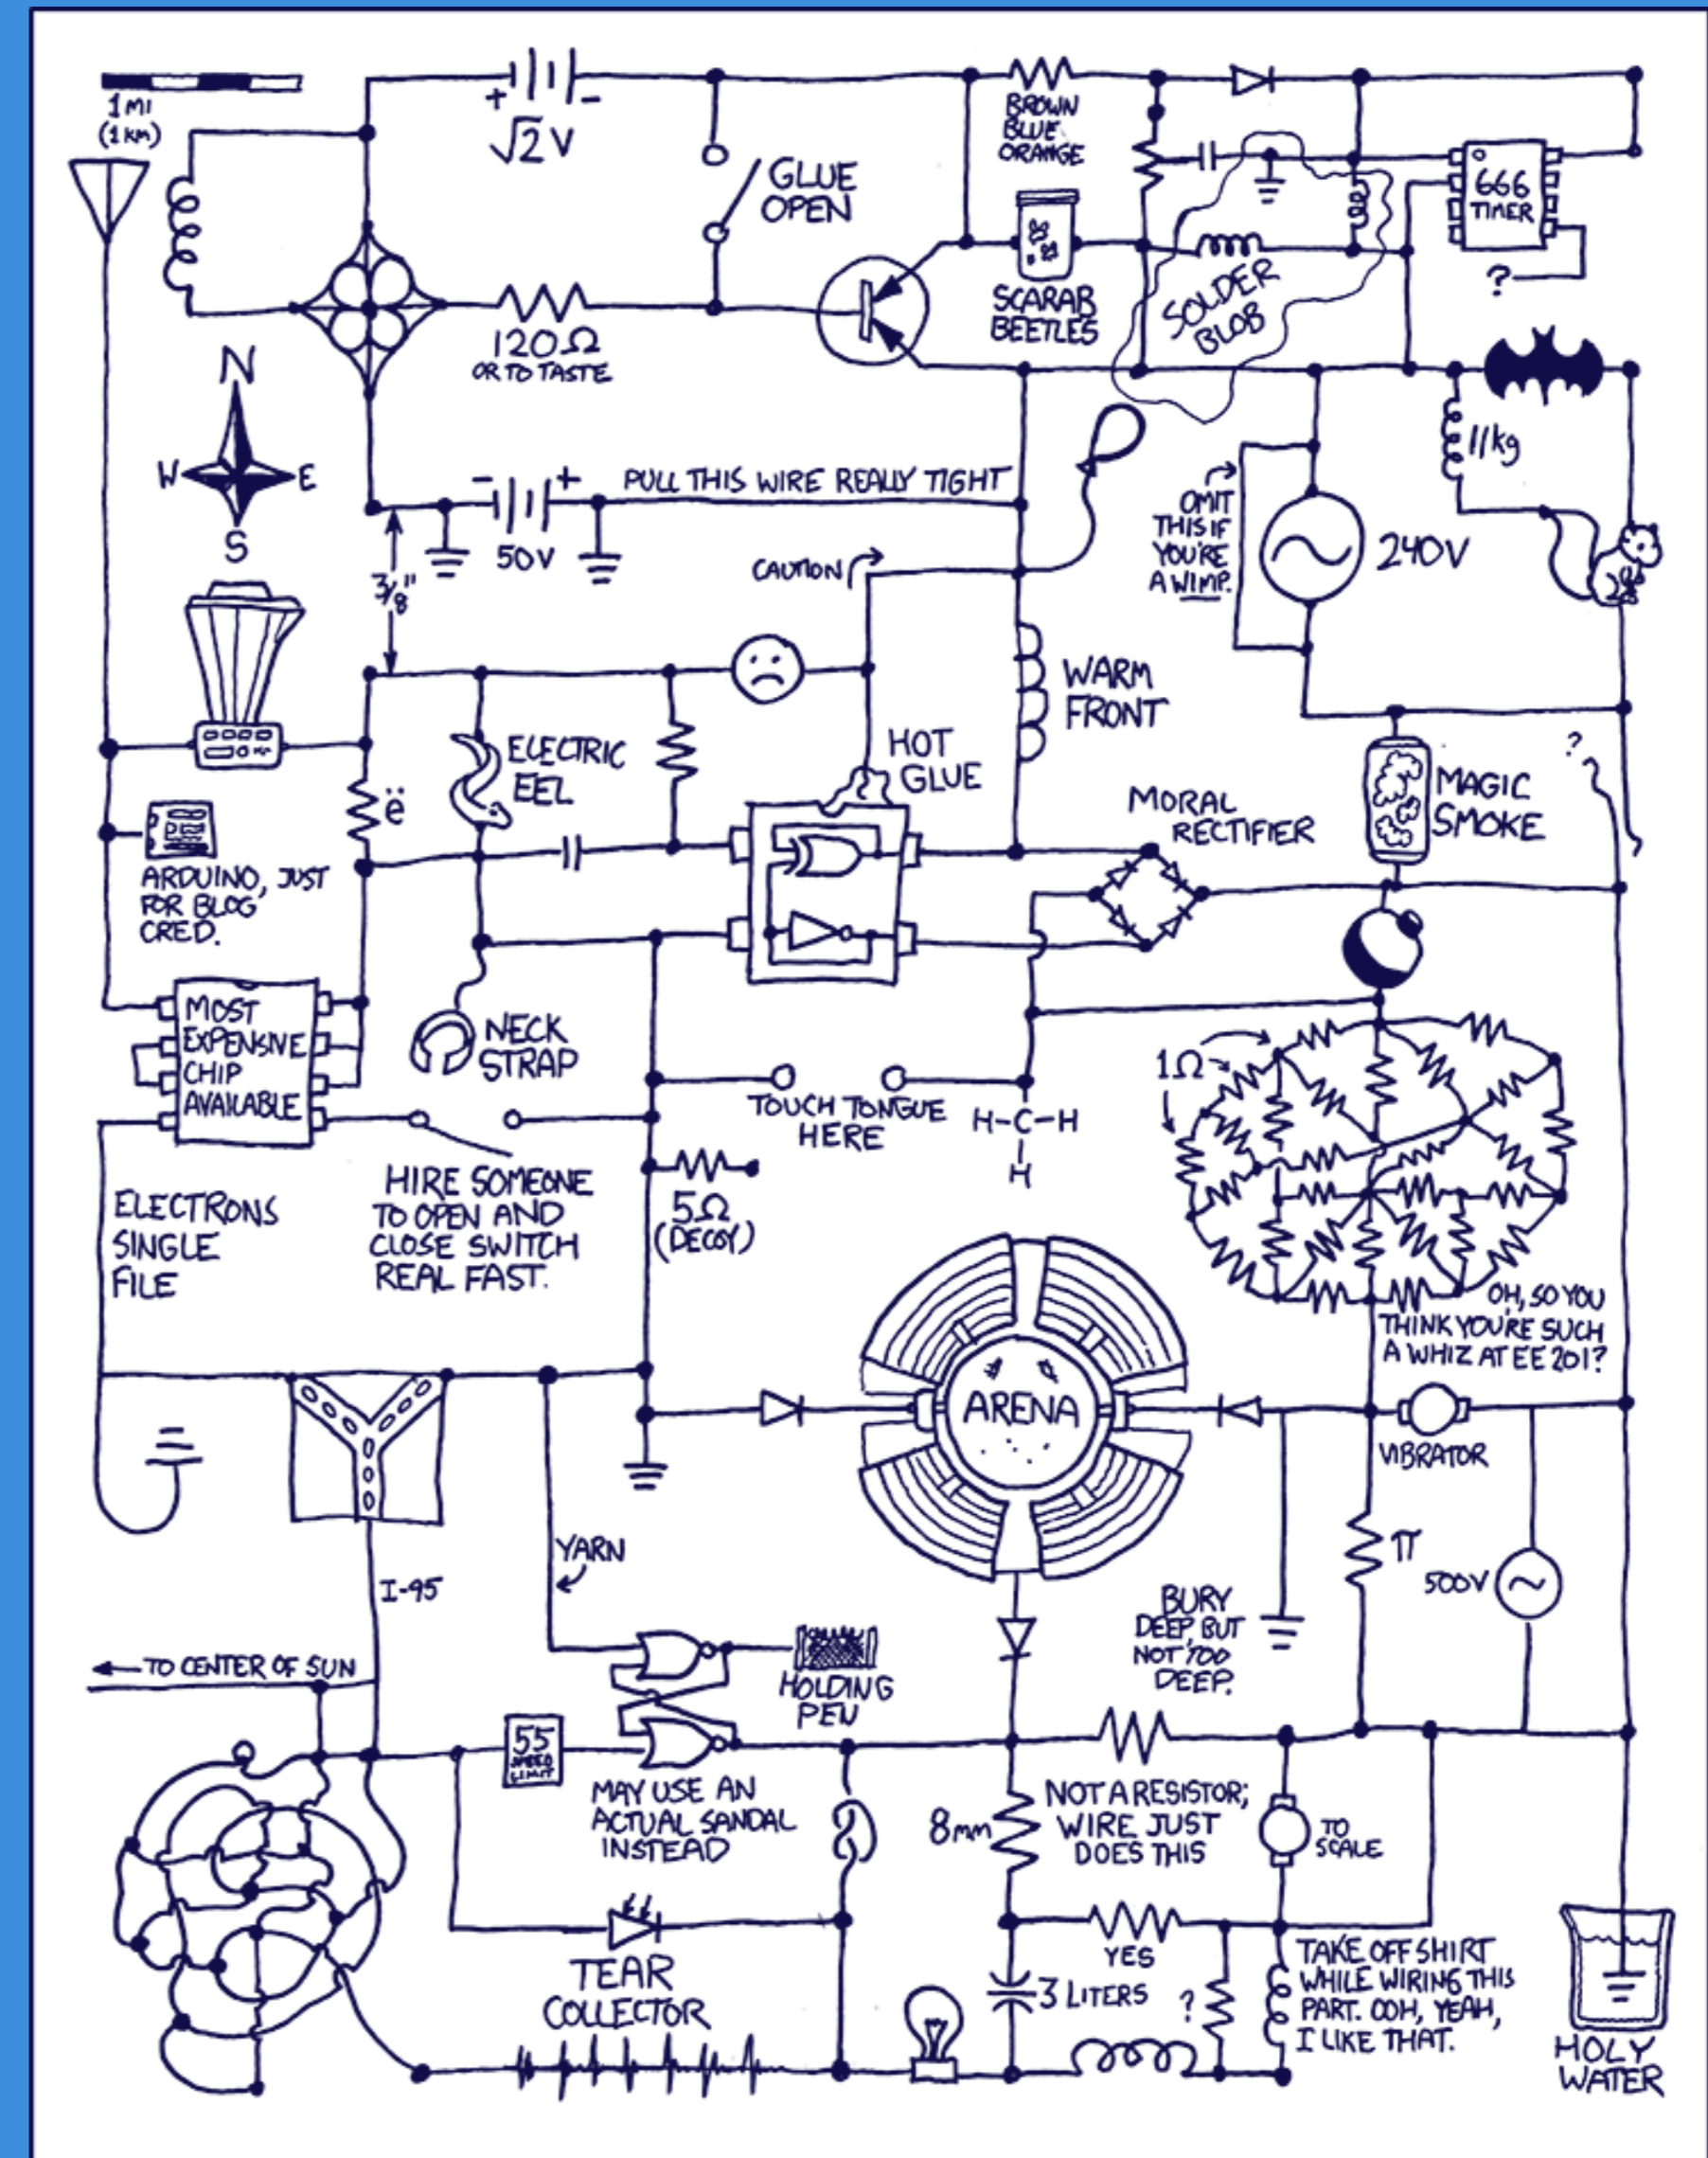 1 MI
(1 KM)
+ -
√2 V
GLUE
OPEN
BROWN
BLUE
ORANGE
666
TIMER
?
SCARAB
BEETLES
SOLDER
BLOB
120Ω
OR TO TASTE
N
W E
S
- +
50V
PULL THIS WIRE REALLY TIGHT
3/8"
CAUTION
OMIT
THIS IF
YOU'RE
A WIMP.
240V
11kg
WARM
FRONT
HOT
GLUE
ELECTRIC
EEL
ë
MORAL
RECTIFIER
MAGIC
SMOKE
?
ARDUINO, JUST
FOR BLOG
CRED.
MOST
EXPENSIVE
CHIP
AVAILABLE
NECK
STRAP
TOUCH TONGUE
HERE
H-C-H
H
1Ω
HIRE SOMEONE
TO OPEN AND
CLOSE SWITCH
REAL FAST.
5Ω
(DECOY)
ELECTRONS
SINGLE
FILE
OH, SO YOU
THINK YOU'RE SUCH
A WHIZ AT EE 201?
ARENA
VIBRATOR
YARN
I-95
π
500V
BURY
DEEP, BUT
NOT TOO
DEEP.
TO CENTER OF SUN
HOLDING
PEN
55
SPEED
LIMIT
MAY USE AN
ACTUAL SANDAL
INSTEAD
8mm
NOT A RESISTOR;
WIRE JUST
DOES THIS
TO
SCALE
YES
TEAR
COLLECTOR
3 LITERS
?
TAKE OFF SHIRT
WHILE WIRING THIS
PART. OOH, YEAH,
I LIKE THAT.
HOLY
WATER